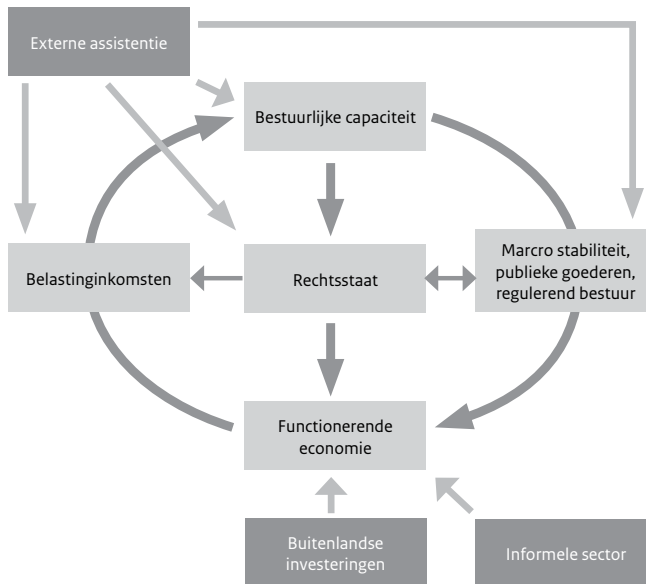 Externe assistentie
Bestuurlijke capaciteit
Belastinginkomsten
Rechtsstaat
Marcro stabiliteit,
publieke goederen,
regulerend bestuur
Functionerende
economie
Buitenlandse
investeringen
Informele sector